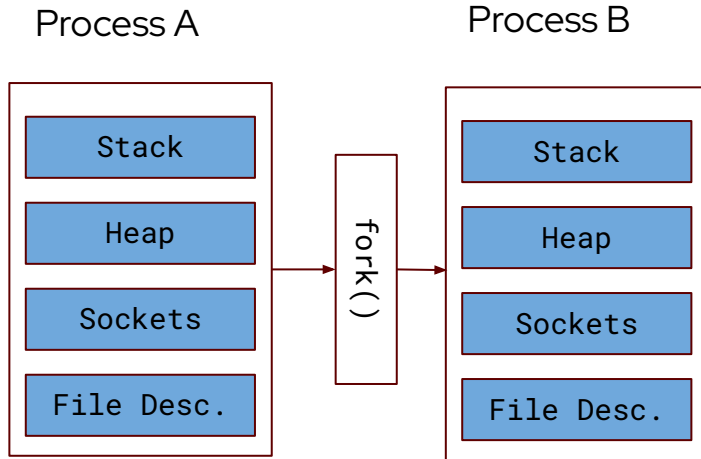 Process A
Stack
Heap
Sockets
File Desc.
fork()
Process B
Stack
Heap
Sockets
File Desc.